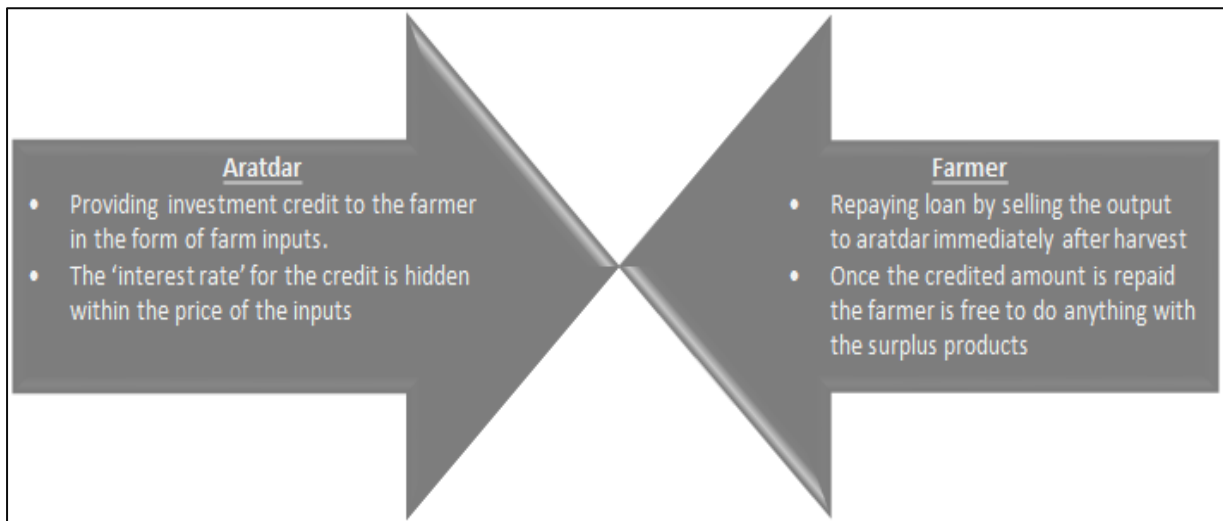 Aratdar
• Providing investment credit to the farmer
in the form of farm inputs.
• The ‘interest rate’ for the credit is hidden
within the price of the inputs
Farmer
• Repaying loan by selling the output
to aratdar immediately after harvest
• Once the credited amount is repaid
the farmer is free to do anything with
the surplus products